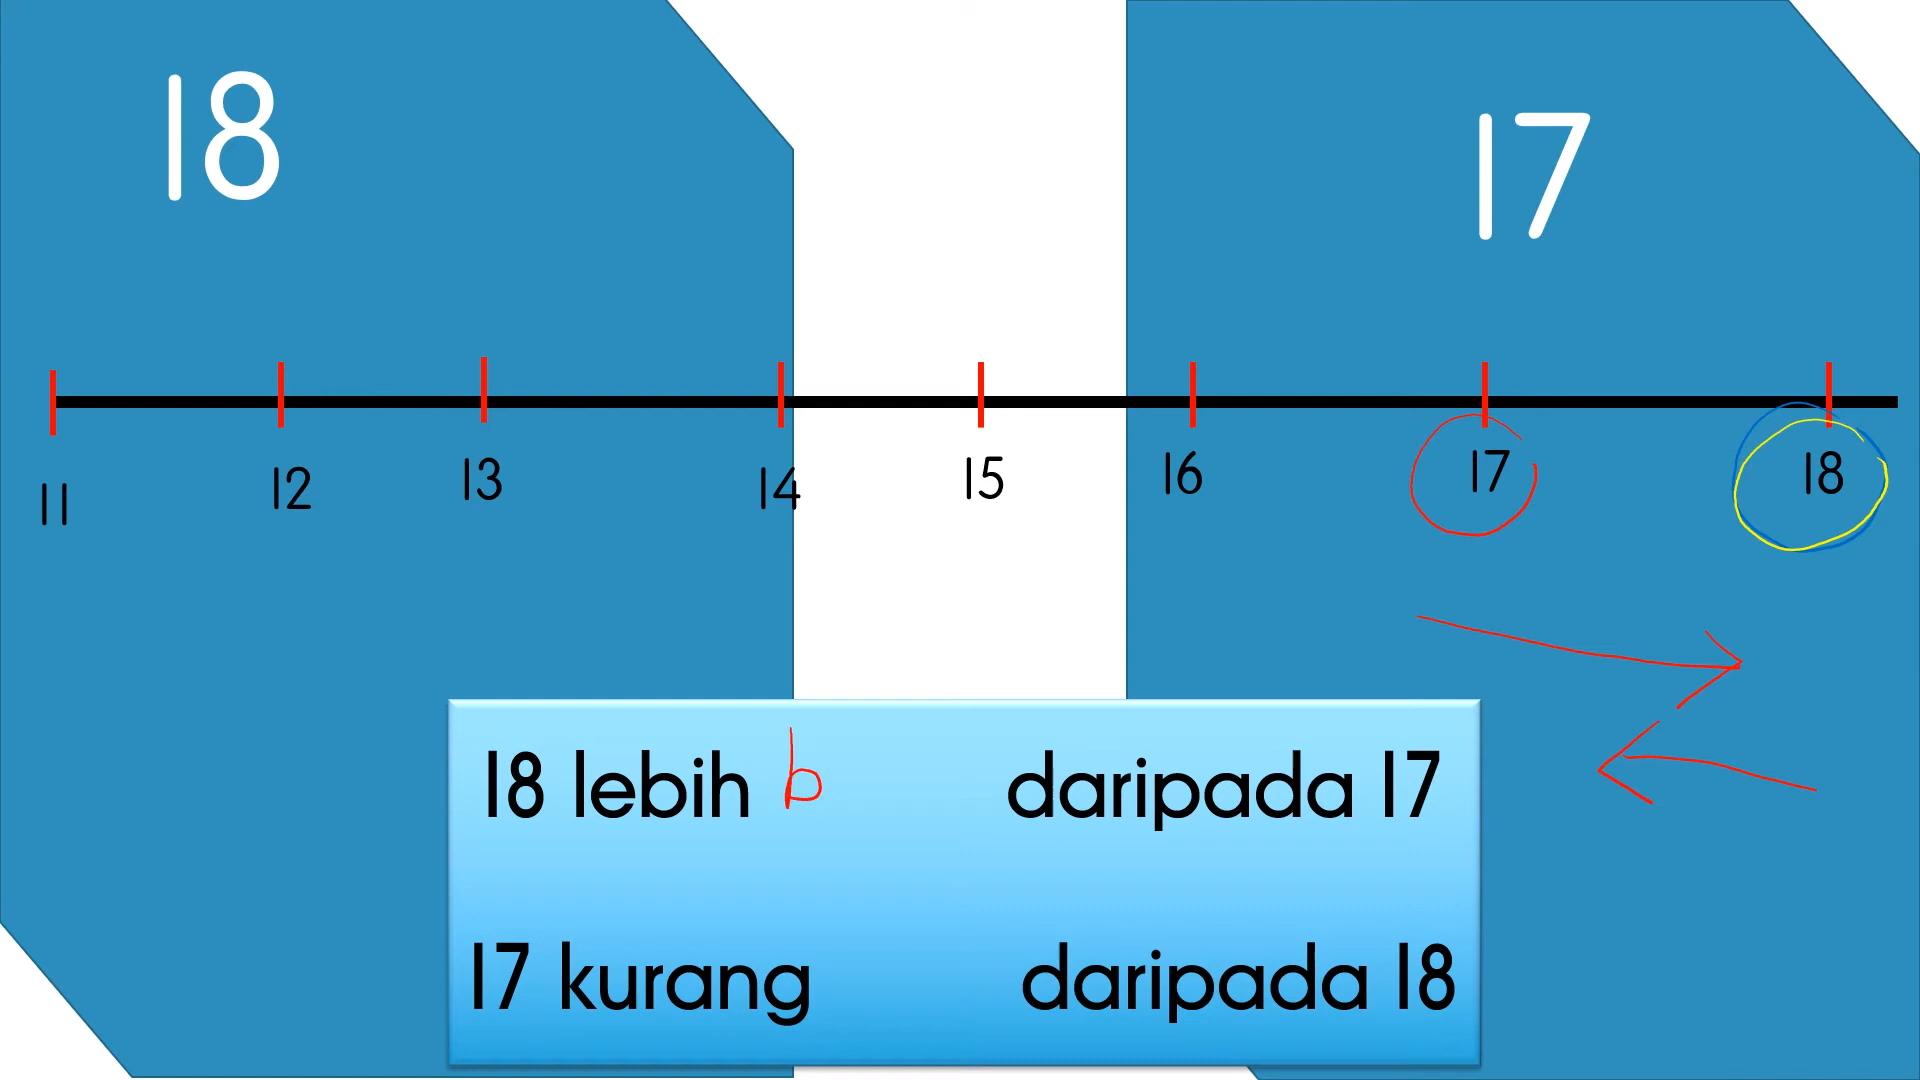 18
17
11 12 13 14 15 16 17 18
18 lebih b daripada 17
17 kurang daripada 18